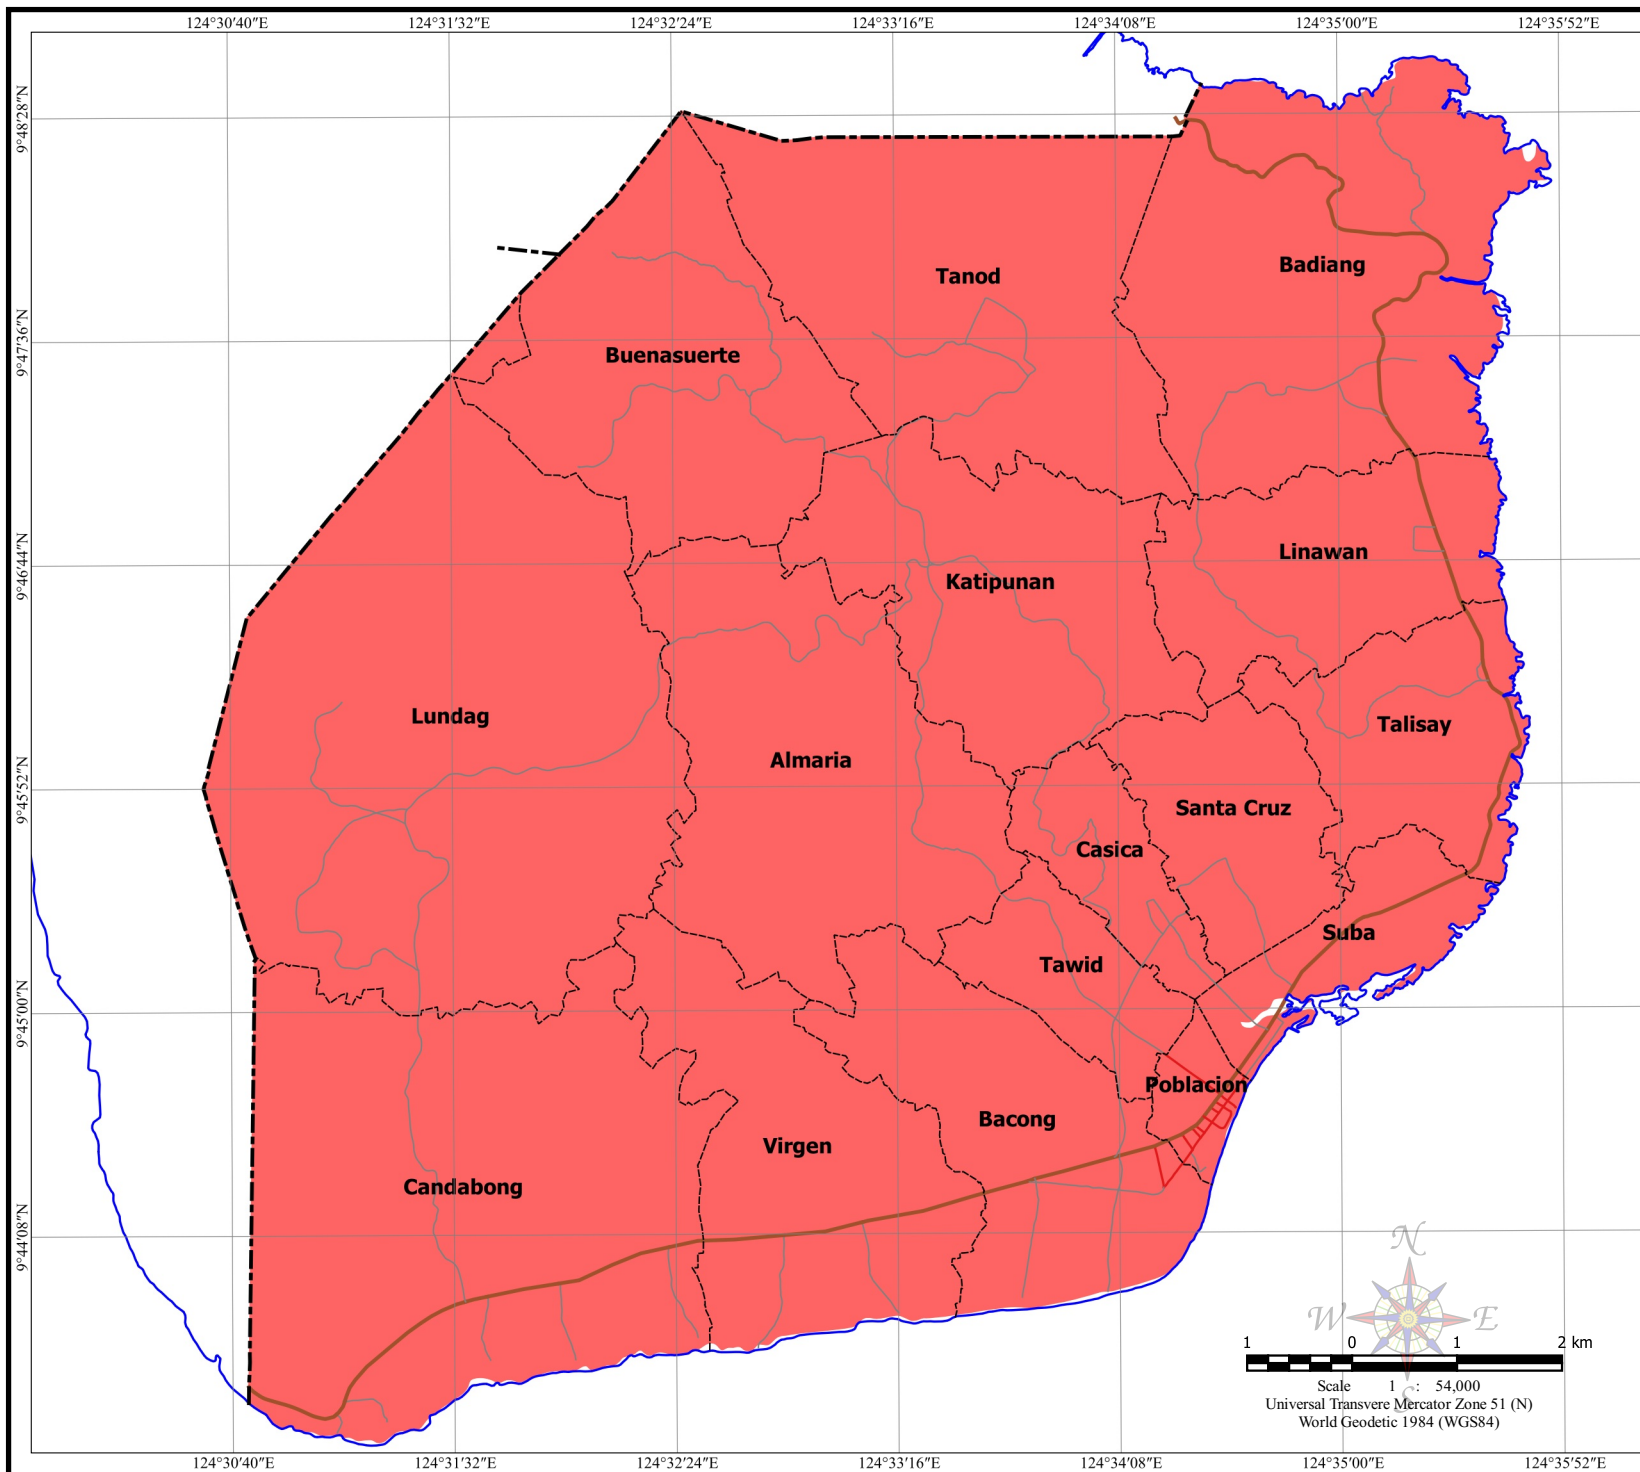 124°30′40″E 124°31′32″E 124°32′24″E 124°33′16″E 124°34′08″E 124°35′00″E 124°35′52″E
9°48′28″N
Tanod
Badiang
9°47′36″N
Buenasuerte
9°46′44″N
Linawan
Katipunan
Lundag
Talisay
Almaria
9°45′52″N
Santa Cruz
Casica
Suba
Tawid
9°45′00″N
Poblacion
Bacong
Virgen
Candabong
9°44′08″N
N
W E
S
1 0 1 2 km
Scale 1 : 54,000
Universal Transvere Mercator Zone 51 (N)
World Geodetic 1984 (WGS84)
124°30′40″E 124°31′32″E 124°32′24″E 124°33′16″E 124°34′08″E 124°35′00″E 124°35′52″E